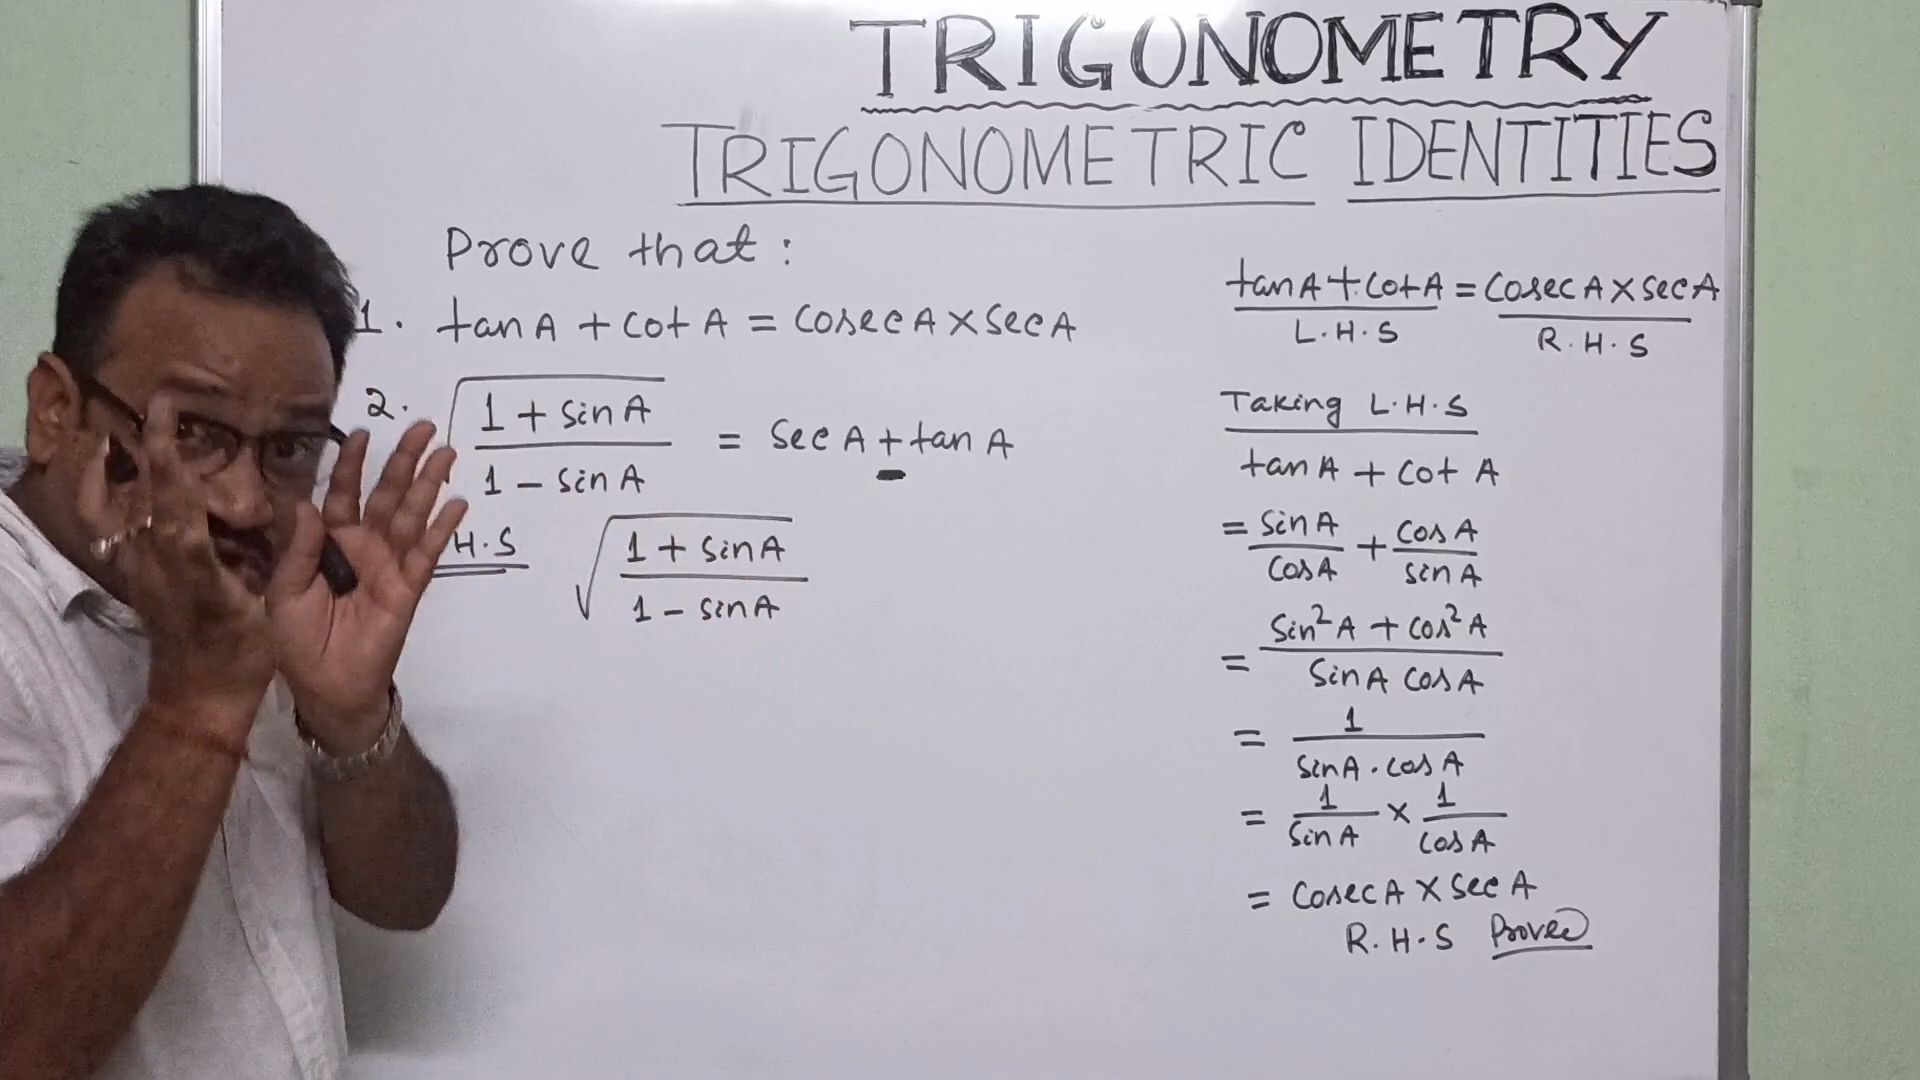 TRIGONOMETRY
TRIGONOMETRIC IDENTITIES
Prove that :
1. tan A + cot A = cosec A × sec A
2. √((1 + sin A)/(1 - sin A)) = sec A + tan A
H.S √((1 + sin A)/(1 - sin A))
tan A + cot A = cosec A × sec A
L.H.S R.H.S
Taking L.H.S
tan A + cot A
= sin A/cos A + cos A/sin A
= (sin² A + cos² A)/(sin A cos A)
= 1/(sin A . cos A)
= 1/sin A × 1/cos A
= cosec A × sec A
R.H.S Proved